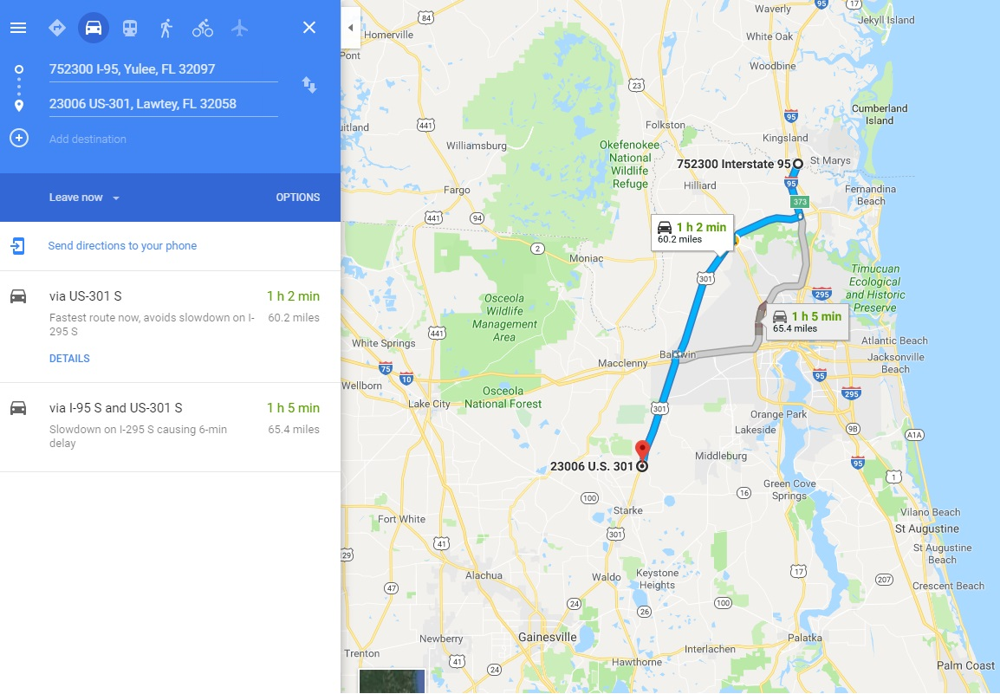 752300 I-95, Yulee, FL 32097
23006 US-301, Lawtey, FL 32058
Add destination
Leave now
OPTIONS
Send directions to your phone
via US-301 S
1 h 2 min
Fastest route now, avoids slowdown on I-
295 S
60.2 miles
DETAILS
via I-95 S and US-301 S
1 h 5 min
Slowdown on I-295 S causing 6-min
delay
65.4 miles
Waverly
95
17
84
Jekyll Island
Homerville
White Oak
Pont
Woodbine
23
Cumberland
Island
95
441
Folkston
uitland
Kingsland
Williamsburg
Okefenokee
National
Wildlife
Refuge
752300 Interstate 95
St Marys
95
Hilliard
Fargo
Fernandina
Beach
373
441
94
1 h 2 min
60.2 miles
2
Moniac
301
Timucuan
Ecological
and Historic
Preserve
295
Osceola
Wildlife
Management
Area
1 h 5 min
65.4 miles
441
White Springs
Atlantic Beach
Baldwin
Jacksonville
Beach
Macclenny
75
10
95
Wellborn
295
Osceola
National Forest
Lake City
301
Orange Park
Lakeside
9B
A1A
Middleburg
23006 U.S. 301
95
1
Green Cove
Springs
16
100
Starke
Vilano Beach
Fort White
St Augustine
301
41
29
St Augustine
Beach
17
Alachua
Waldo
Keystone
Heights
207
Crescent Beach
47
24
100
26
Gainesville
Palatka
Newberry
Interlachen
Trenton
41
Hawthorne
24
Palm Coast